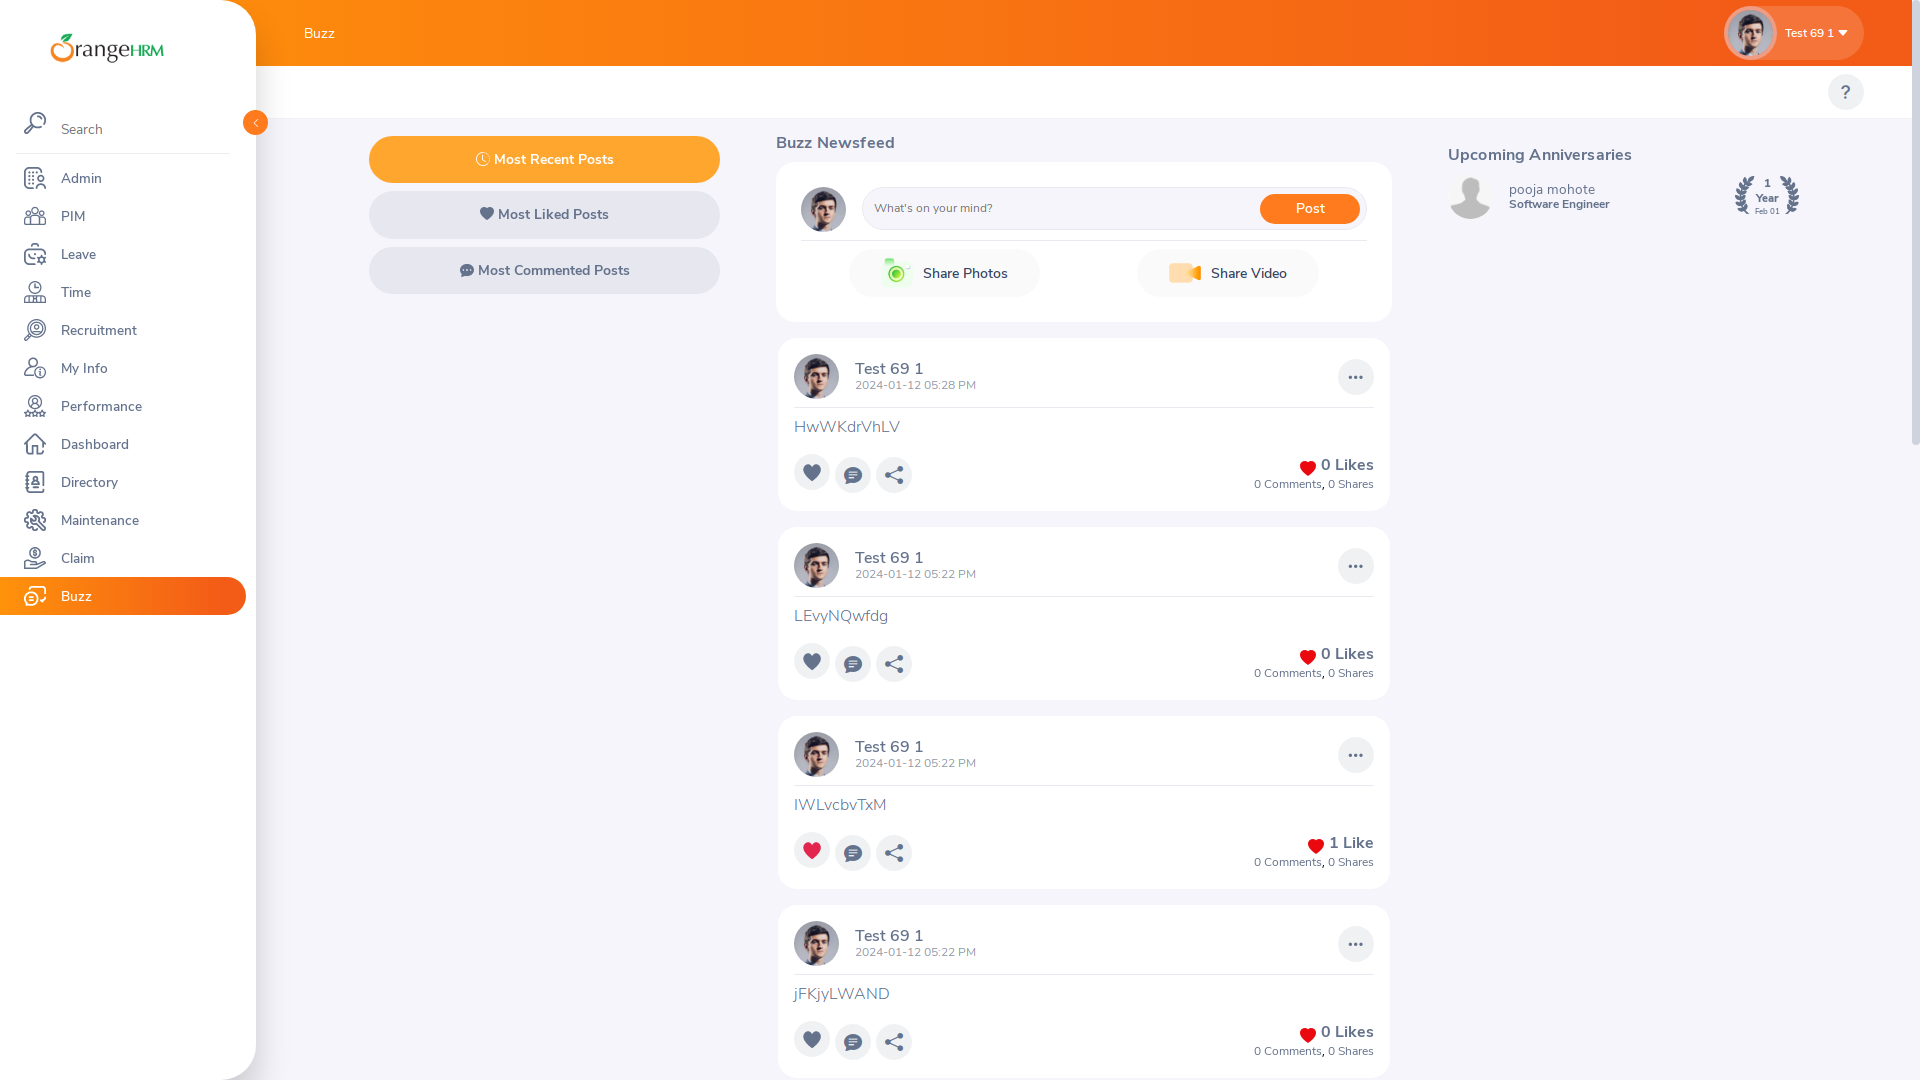 OrangeHRM
Search
Admin
PIM
Leave
Time
Recruitment
My Info
Performance
Dashboard
Directory
Maintenance
Claim
Buzz
Buzz
Test 69 1
?
Most Recent Posts
Most Liked Posts
Most Commented Posts
Buzz Newsfeed
What's on your mind?
Post
Share Photos
Share Video
Test 69 1
2024-01-12 05:28 PM
HwWKdrVhLV
0 Likes
0 Comments, 0 Shares
Test 69 1
2024-01-12 05:22 PM
LEvyNQwfdg
0 Likes
0 Comments, 0 Shares
Test 69 1
2024-01-12 05:22 PM
IWLvcbvTxM
1 Like
0 Comments, 0 Shares
Test 69 1
2024-01-12 05:22 PM
jFKjyLWAND
0 Likes
0 Comments, 0 Shares
Upcoming Anniversaries
pooja mohote
Software Engineer
1
Year
Feb 01